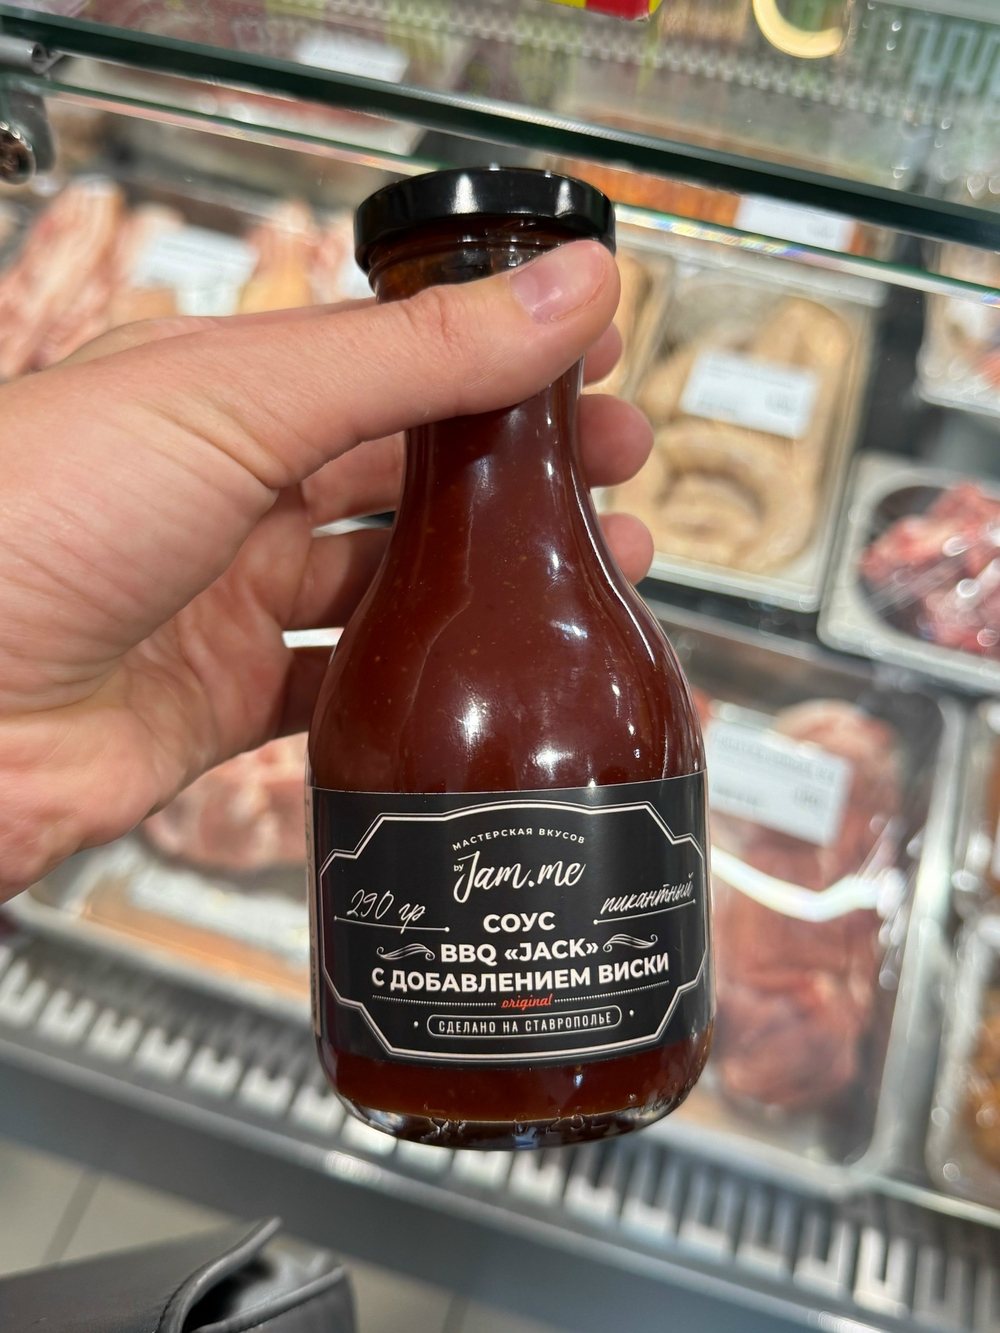 МАСТЕРСКАЯ ВКУСОВ
by Jam.me
290 гр
пикантный
СОУС
BBQ «JACK»
С ДОБАВЛЕНИЕМ ВИСКИ
original
• СДЕЛАНО НА СТАВРОПОЛЬЕ •